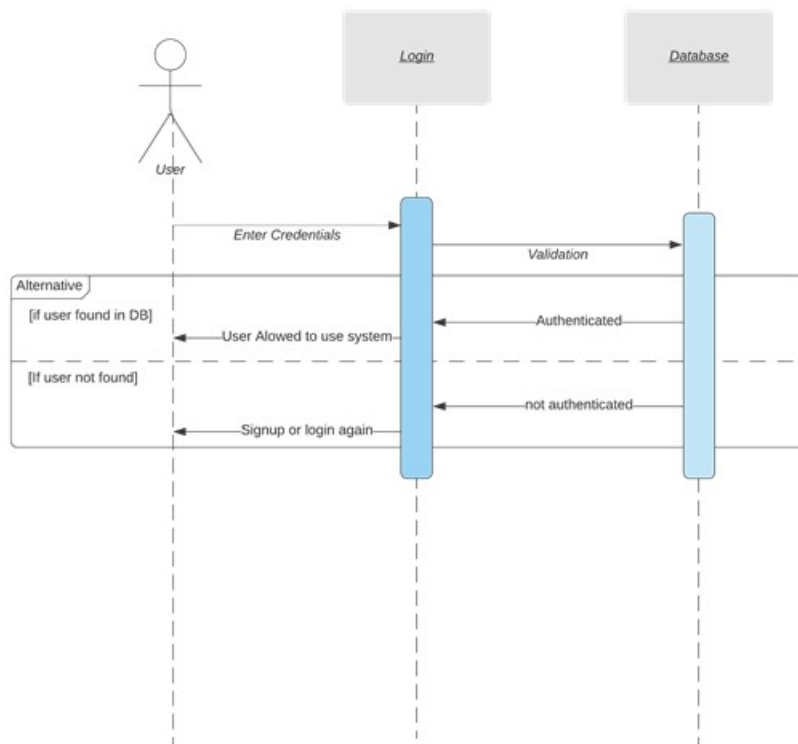 Login
Database
User
Enter Credentials
Validation
Alternative
[if user found in DB]
Authenticated
User Alowed to use system
[If user not found]
not authenticated
Signup or login again